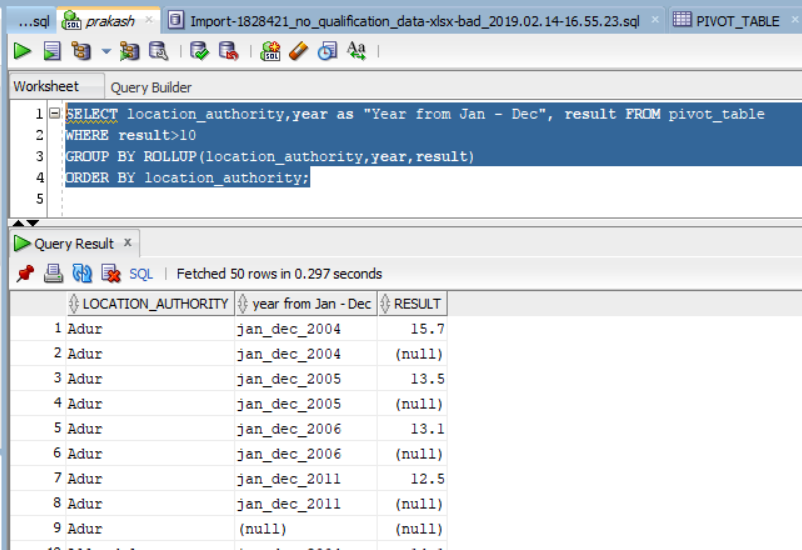 ...sql prakash × Import-1828421_no_qualification_data-xlsx-bad_2019.02.14-16.55.23.sql × PIVOT_TABLE ×
SQL Aa
Worksheet Query Builder
1 SELECT location_authority,year as "Year from Jan - Dec", result FROM pivot_table
2 WHERE result>10
3 GROUP BY ROLLUP(location_authority,year,result)
4 ORDER BY location_authority;
5
Query Result ×
SQL | Fetched 50 rows in 0.297 seconds
LOCATION_AUTHORITY year from Jan - Dec RESULT
1 Adur jan_dec_2004 15.7
2 Adur jan_dec_2004 (null)
3 Adur jan_dec_2005 13.5
4 Adur jan_dec_2005 (null)
5 Adur jan_dec_2006 13.1
6 Adur jan_dec_2006 (null)
7 Adur jan_dec_2011 12.5
8 Adur jan_dec_2011 (null)
9 Adur (null) (null)